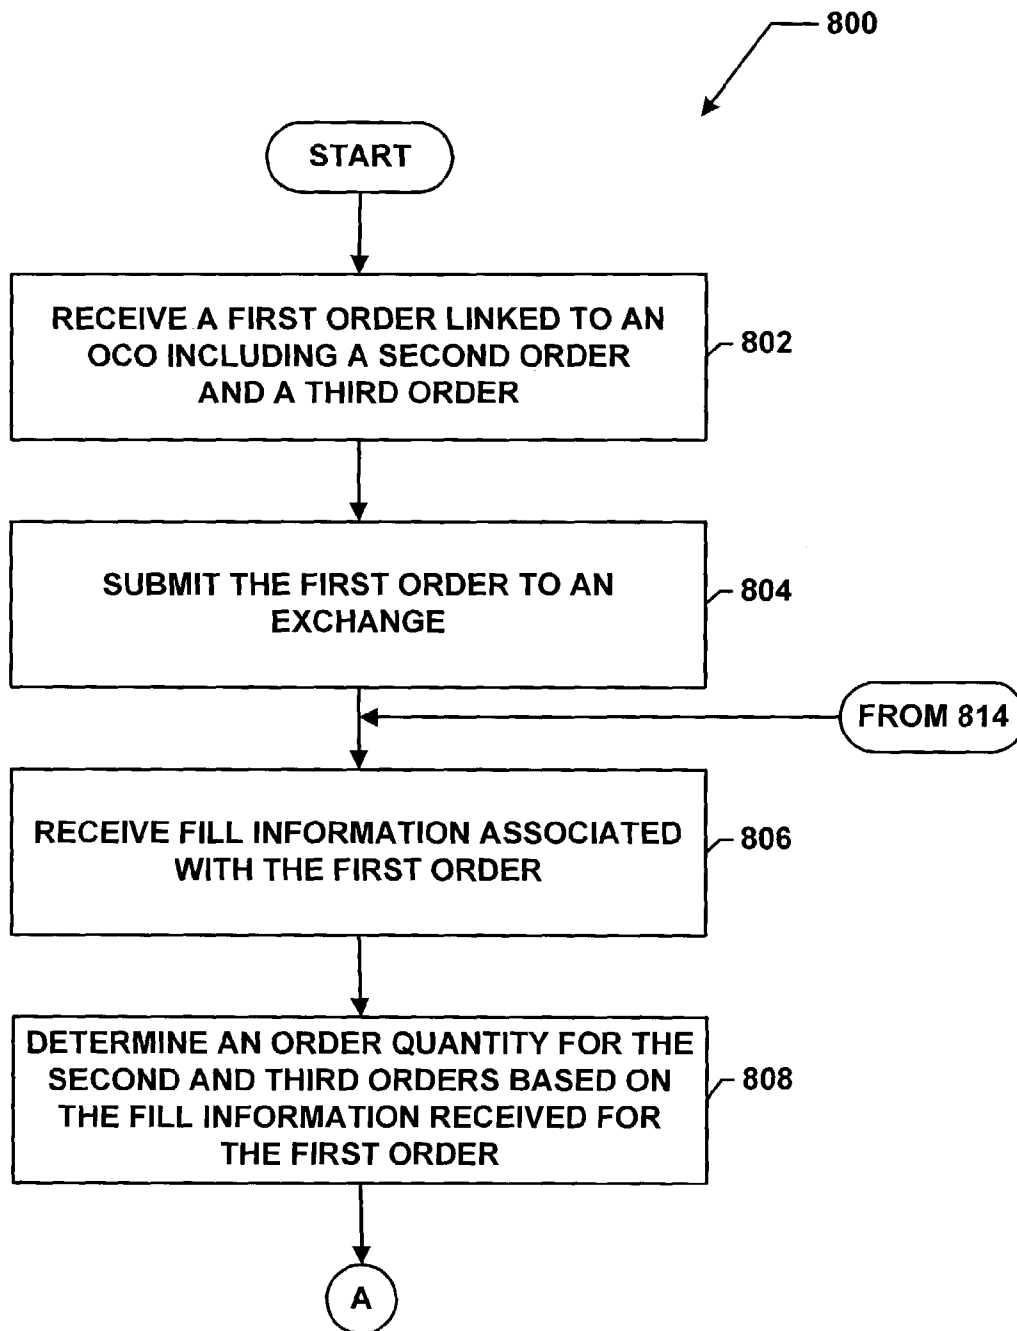 800
START
RECEIVE A FIRST ORDER LINKED TO AN
OCO INCLUDING A SECOND ORDER
AND A THIRD ORDER
802
SUBMIT THE FIRST ORDER TO AN
EXCHANGE
804
FROM 814
RECEIVE FILL INFORMATION ASSOCIATED
WITH THE FIRST ORDER
806
DETERMINE AN ORDER QUANTITY FOR THE
SECOND AND THIRD ORDERS BASED ON
THE FILL INFORMATION RECEIVED FOR
THE FIRST ORDER
808
A